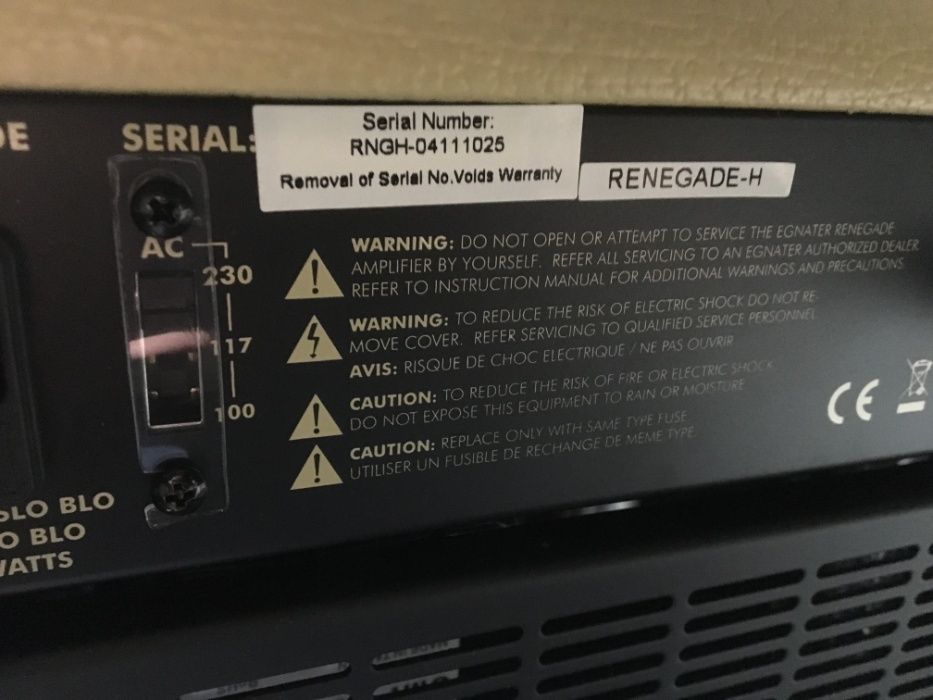 DE
SERIAL:
Serial Number:
RNGH-04111025
Removal of Serial No.Voids Warranty
RENEGADE-H
AC
230
117
100
WARNING: DO NOT OPEN OR ATTEMPT TO SERVICE THE EGNATER RENEGADE
AMPLIFIER BY YOURSELF. REFER ALL SERVICING TO AN EGNATER AUTHORIZED DEALER
REFER TO INSTRUCTION MANUAL FOR ADDITIONAL WARNINGS AND PRECAUTIONS.
WARNING: TO REDUCE THE RISK OF ELECTRIC SHOCK DO NOT RE-
MOVE COVER. REFER SERVICING TO QUALIFIED SERVICE PERSONNEL
AVIS: RISQUE DE CHOC ELECTRIQUE / NE PAS OUVRIR
CAUTION: TO REDUCE THE RISK OF FIRE OR ELECTRIC SHOCK
DO NOT EXPOSE THIS EQUIPMENT TO RAIN OR MOISTURE
CAUTION: REPLACE ONLY WITH SAME TYPE FUSE
UTILISER UN FUSIBLE DE RECHANGE DE MEME TYPE.
CE
SLO BLO
O BLO
WATTS